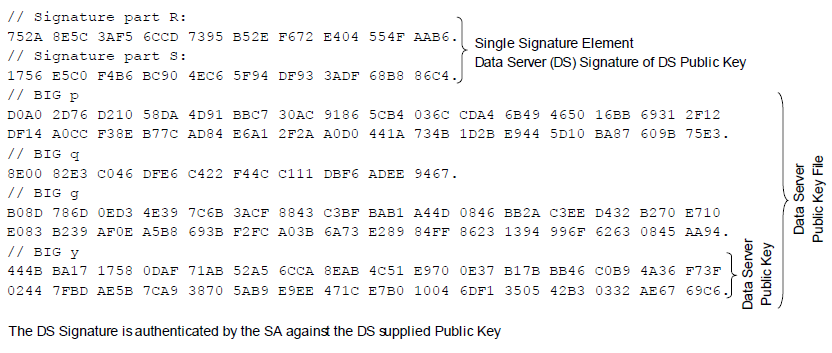 // Signature part R:
752A 8E5C 3AF5 6CCD 7395 B52E F672 E404 554F AAB6.
// Signature part S:
1756 E5C0 F4B6 BC90 4EC6 5F94 DF93 3ADF 68B8 86C4.
Single Signature Element
Data Server (DS) Signature of DS Public Key
// BIG p
D0A0 2D76 D210 58DA 4D91 BBC7 30AC 9186 5CB4 036C CDA4 6B49 4650 16BB 6931 2F12
DF14 A0CC F38E B77C AD84 E6A1 2F2A A0D0 441A 734B 1D2B E944 5D10 BA87 609B 75E3.
// BIG q
8E00 82E3 C046 DFE6 C422 F44C C111 DBF6 ADEE 9467.
// BIG g
B08D 786D 0ED3 4E39 7C6B 3ACF 8843 C3BF BAB1 A44D 0846 BB2A C3EE D432 B270 E710
E083 B239 AF0E A5B8 693B F2FC A03B 6A73 E289 84FF 8623 1394 996F 6263 0845 AA94.
// BIG y
444B BA17 1758 0DAF 71AB 52A5 6CCA 8EAB 4C51 E970 0E37 B17B BB46 C0B9 4A36 F73F
0244 7FBD AE5B 7CA9 3870 5AB9 E9EE 471C E7B0 1004 6DF1 3505 42B3 0332 AE67 69C6.
Data Server
Public Key
Data Server
Public Key File
The DS Signature is authenticated by the SA against the DS supplied Public Key